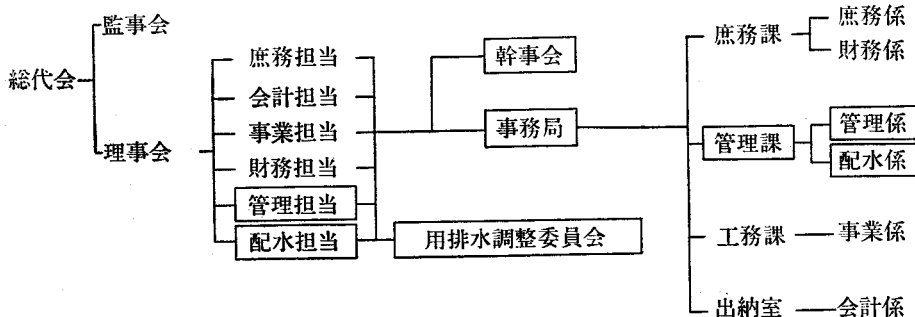 総代会
監事会
理事会
庶務担当
会計担当
事業担当
財務担当
管理担当
配水担当
幹事会
事務局
用排水調整委員会
庶務課
庶務係
財務係
管理課
管理係
配水係
工務課
事業係
出納室
会計係